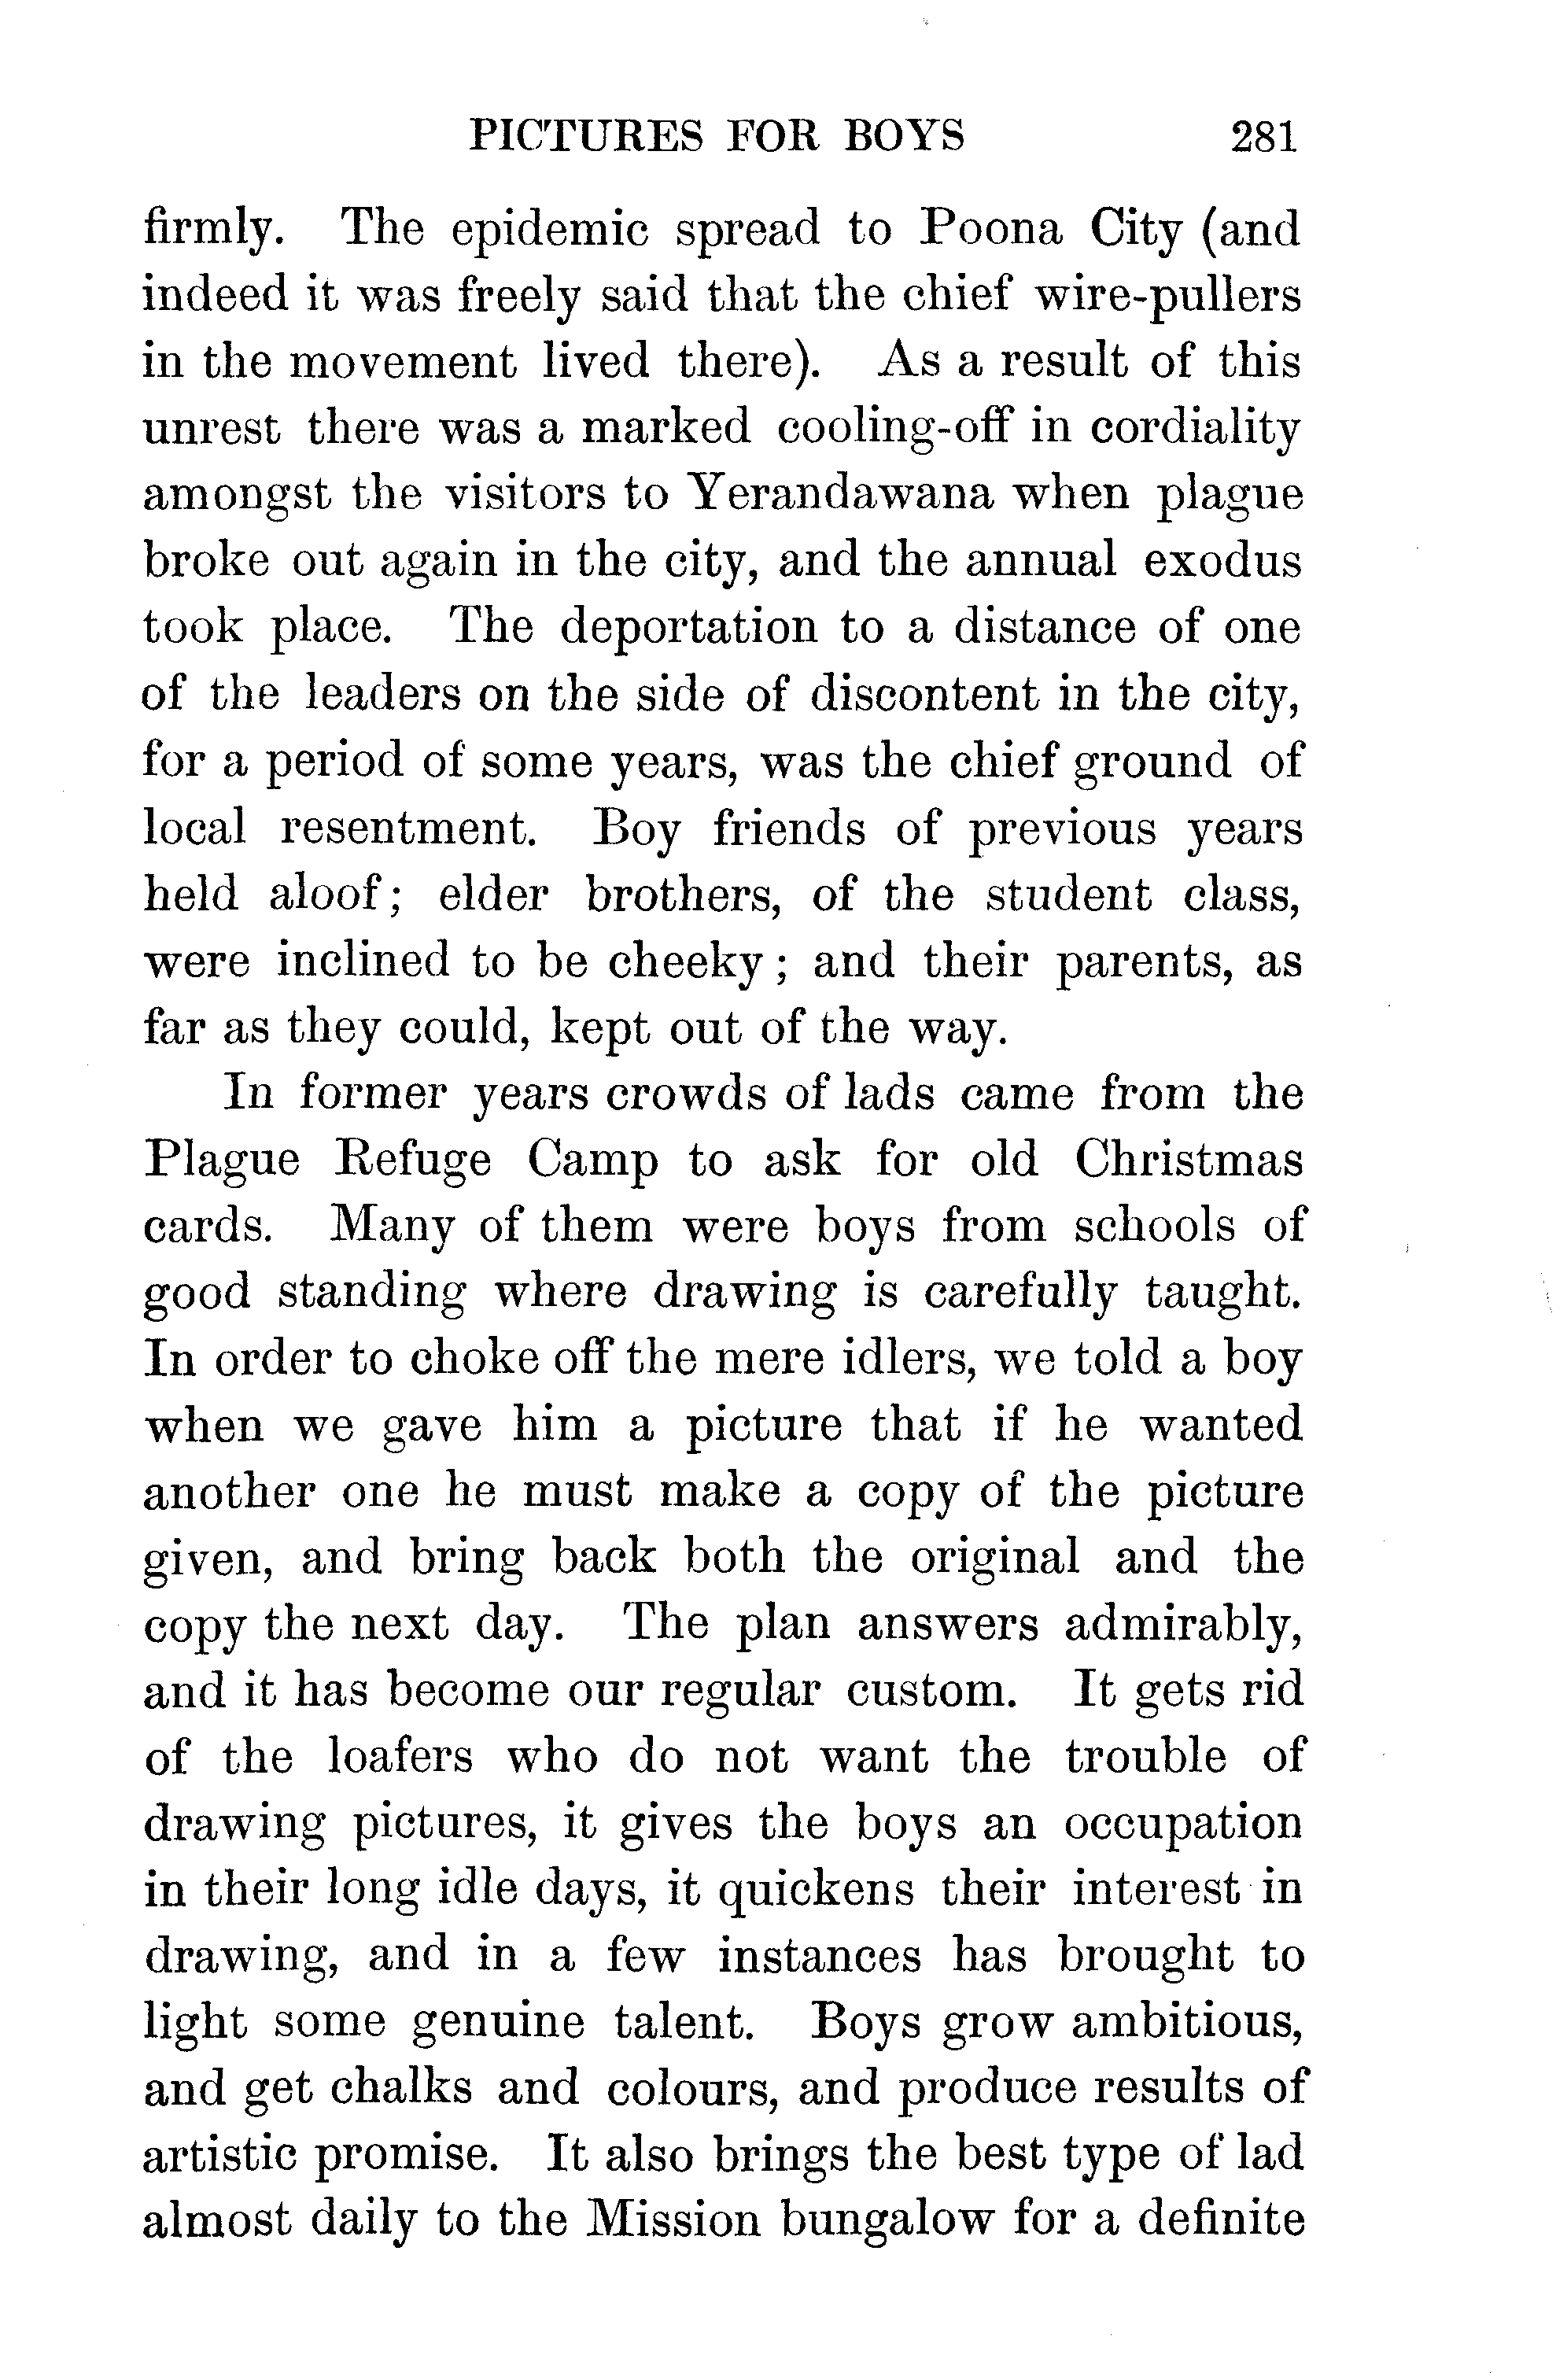 PICTURES FOR BOYS 281
firmly. The epidemic spread to Poona City (and
indeed it was freely said that the chief wire-pullers
in the movement lived there). As a result of this
unrest there was a marked cooling-off in cordiality
amongst the visitors to Yerandawana when plague
broke out again in the city, and the annual exodus
took place. The deportation to a distance of one
of the leaders on the side of discontent in the city,
for a period of some years, was the chief ground of
local resentment. Boy friends of previous years
held aloof; elder brothers, of the student class,
were inclined to be cheeky; and their parents, as
far as they could, kept out of the way.
In former years crowds of lads came from the
Plague Refuge Camp to ask for old Christmas
cards. Many of them were boys from schools of
good standing where drawing is carefully taught.
In order to choke off the mere idlers, we told a boy
when we gave him a picture that if he wanted
another one he must make a copy of the picture
given, and bring back both the original and the
copy the next day. The plan answers admirably,
and it has become our regular custom. It gets rid
of the loafers who do not want the trouble of
drawing pictures, it gives the boys an occupation
in their long idle days, it quickens their interest in
drawing, and in a few instances has brought to
light some genuine talent. Boys grow ambitious,
and get chalks and colours, and produce results of
artistic promise. It also brings the best type of lad
almost daily to the Mission bungalow for a definite